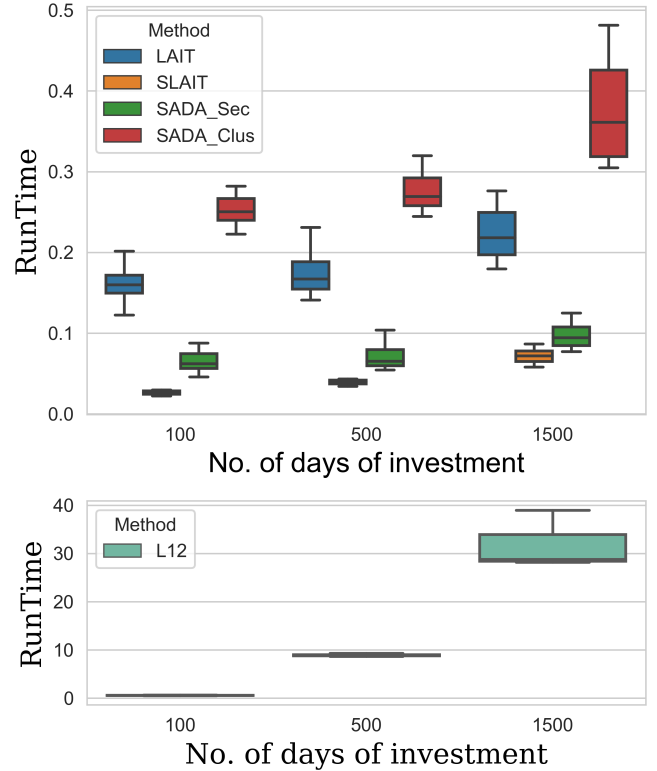 0.5
0.4
0.3
0.2
0.1
0.0
RunTime
Method
LAIT
SLAIT
SADA_Sec
SADA_Clus
100 500 1500
No. of days of investment
40
30
20
10
0
RunTime
Method
L12
100 500 1500
No. of days of investment